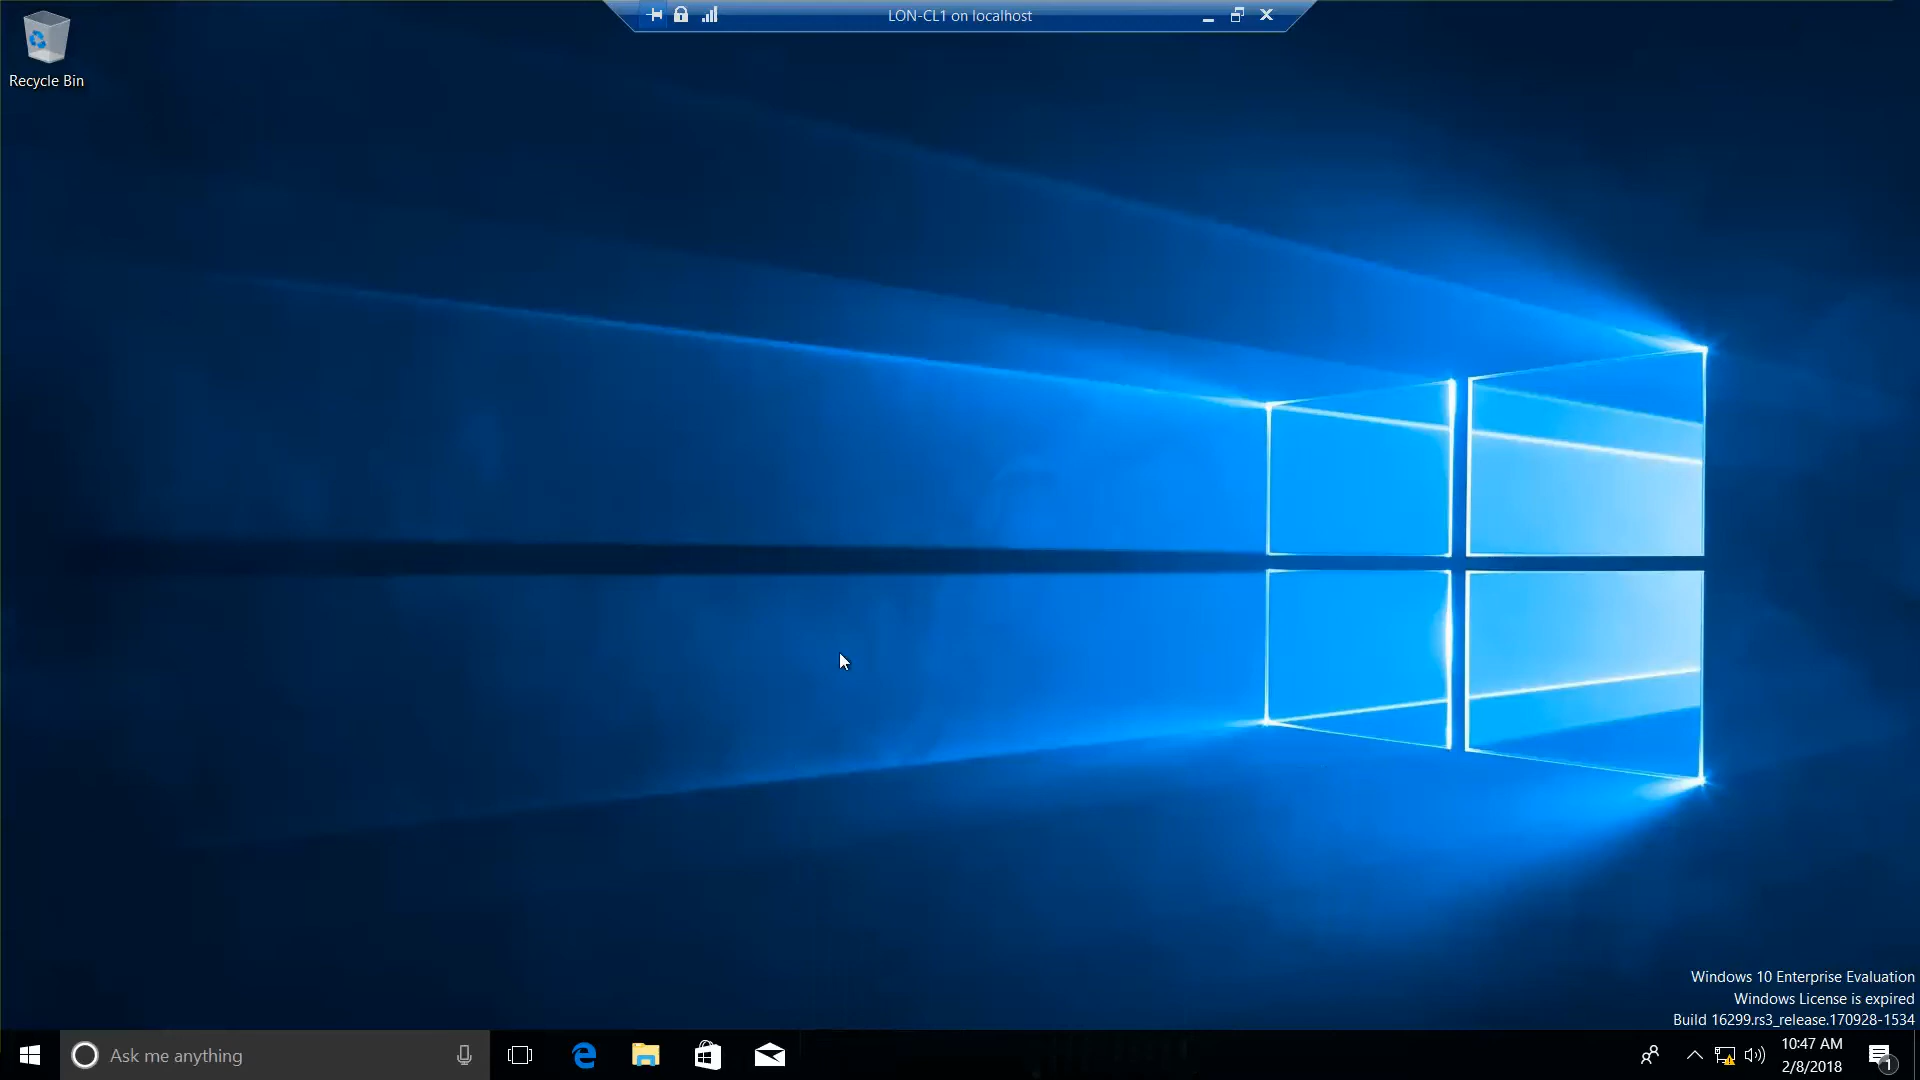 LON-CL1 on localhost
Recycle Bin
Windows 10 Enterprise Evaluation
Windows License is expired
Build 16299.rs3_release.170928-1534
Ask me anything
10:47 AM
2/8/2018
1